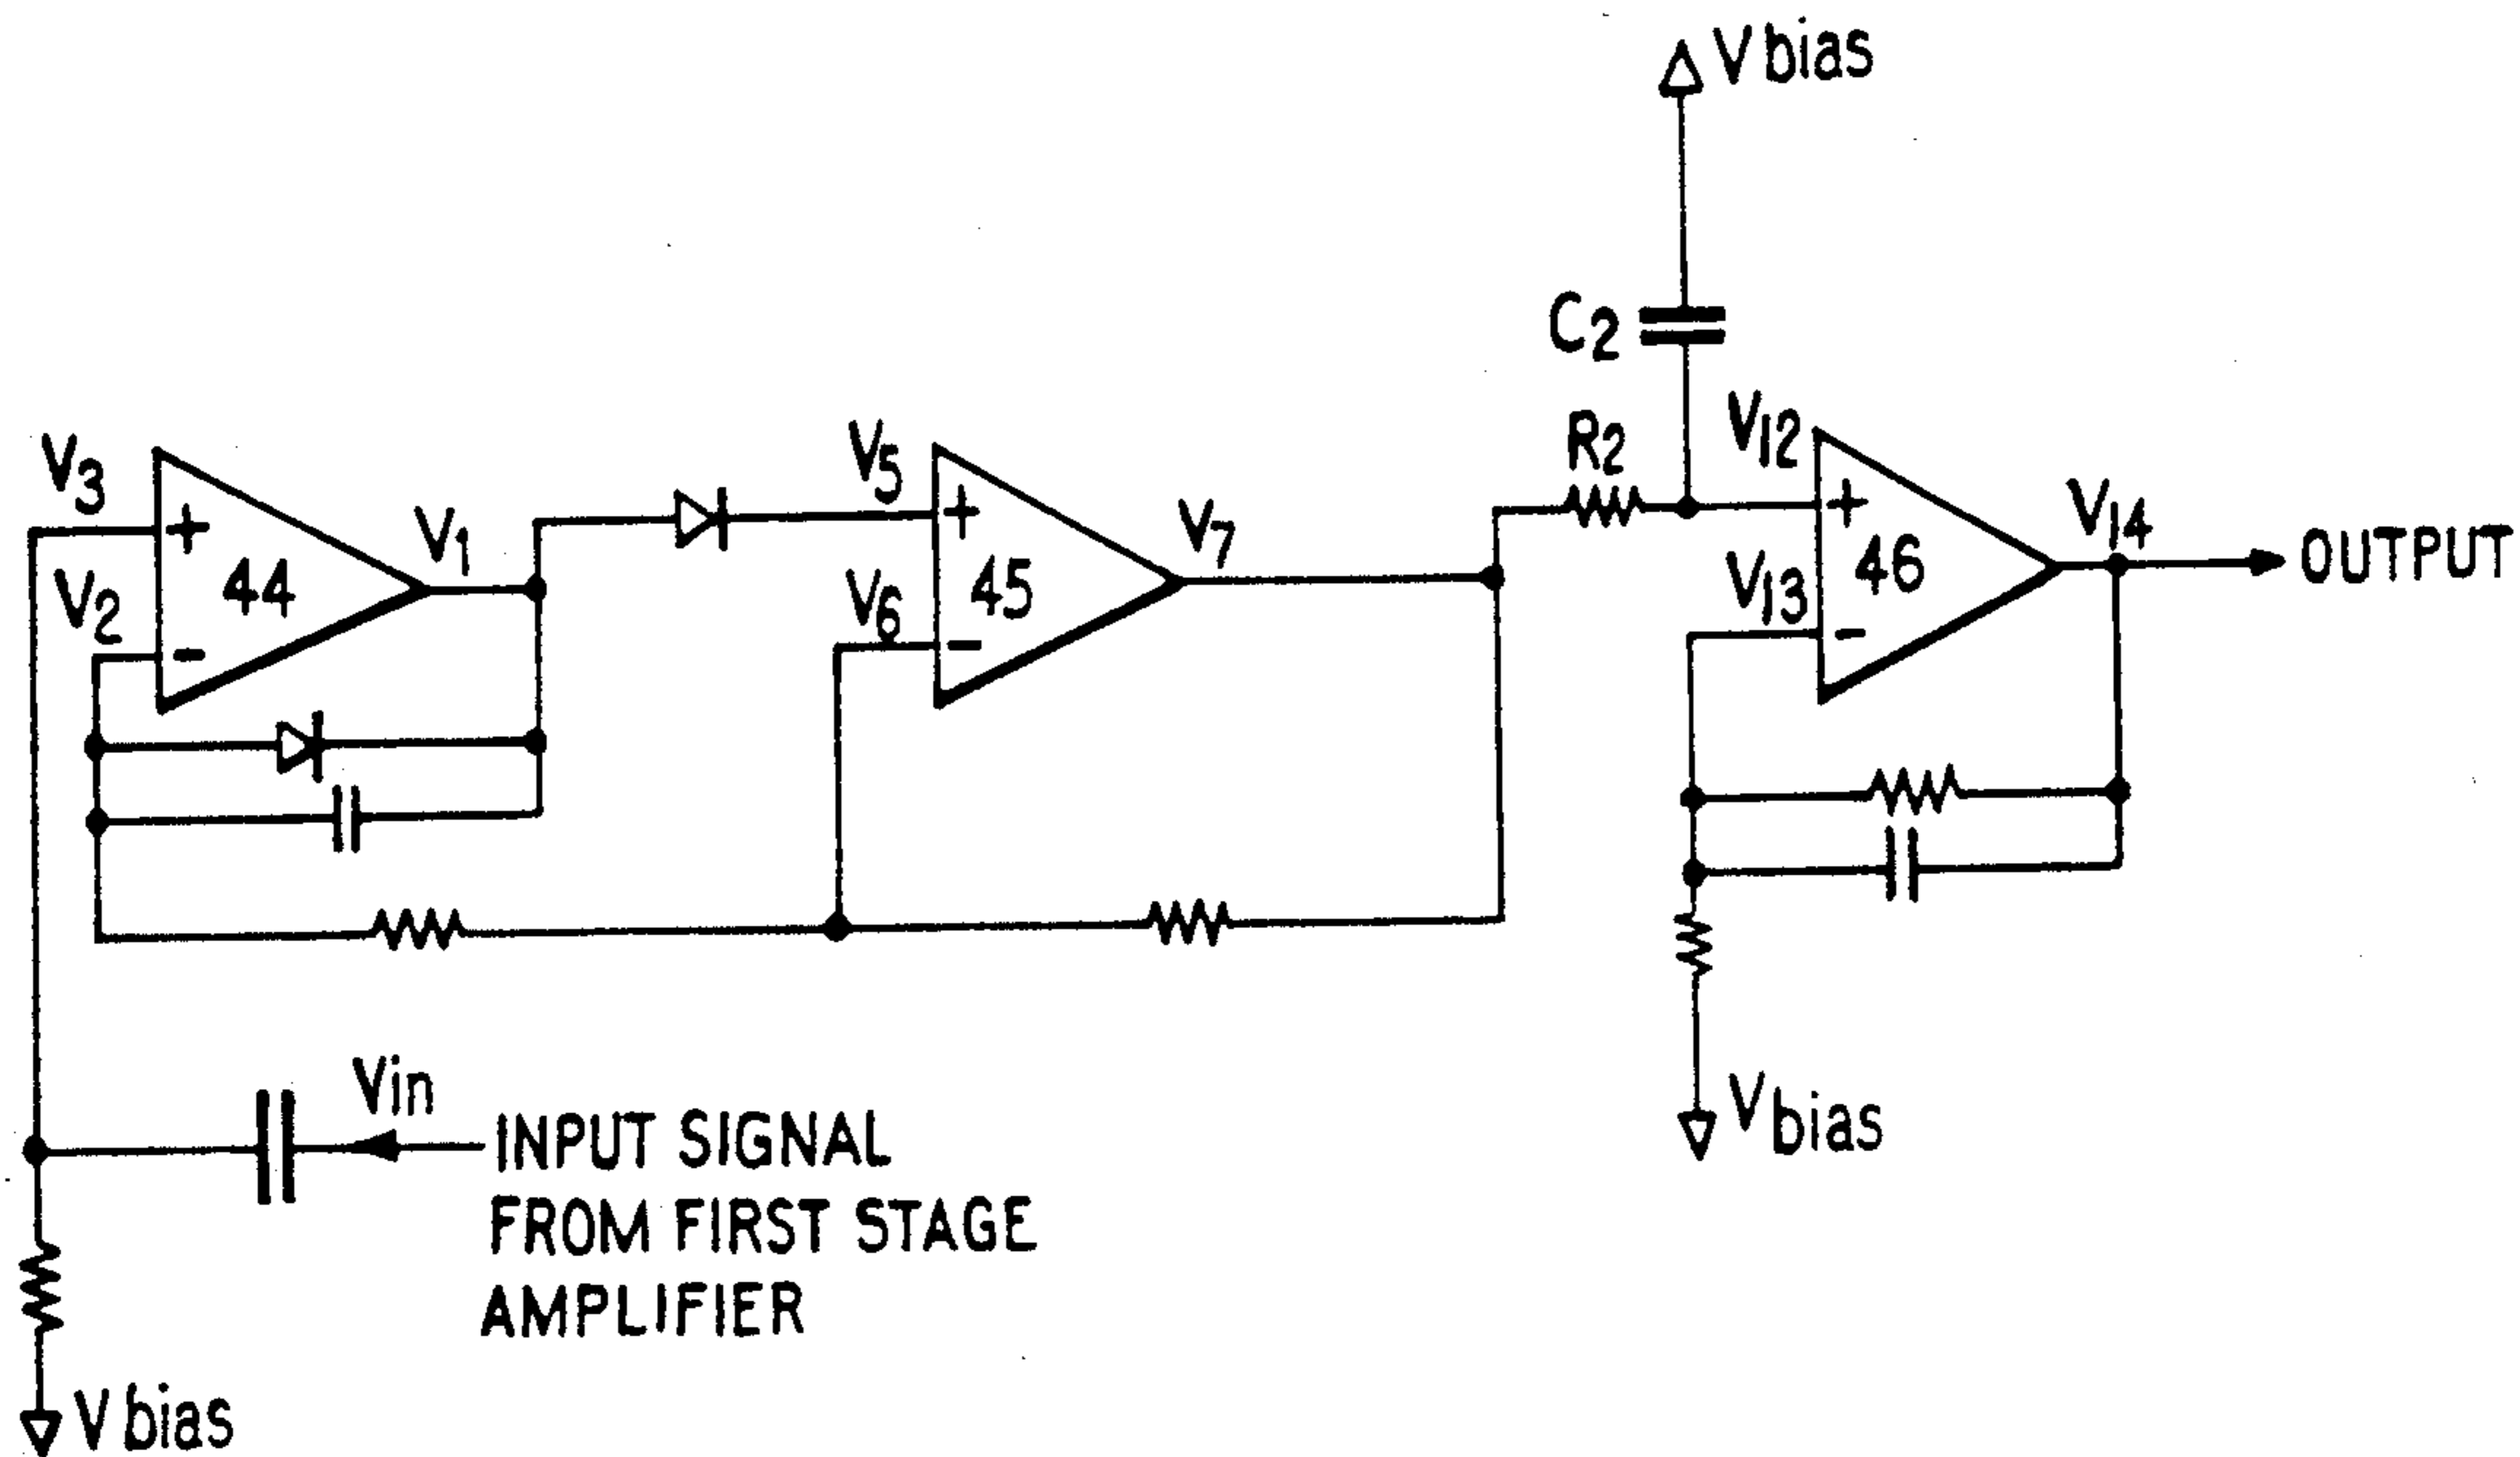 V bias
C2
V3
V2
+
44
-
V1
V5
V6
+
45
-
V7
R2
V12
V13
+
46
-
V14
OUTPUT
Vin
INPUT SIGNAL
FROM FIRST STAGE
AMPLIFIER
Vbias
V bias